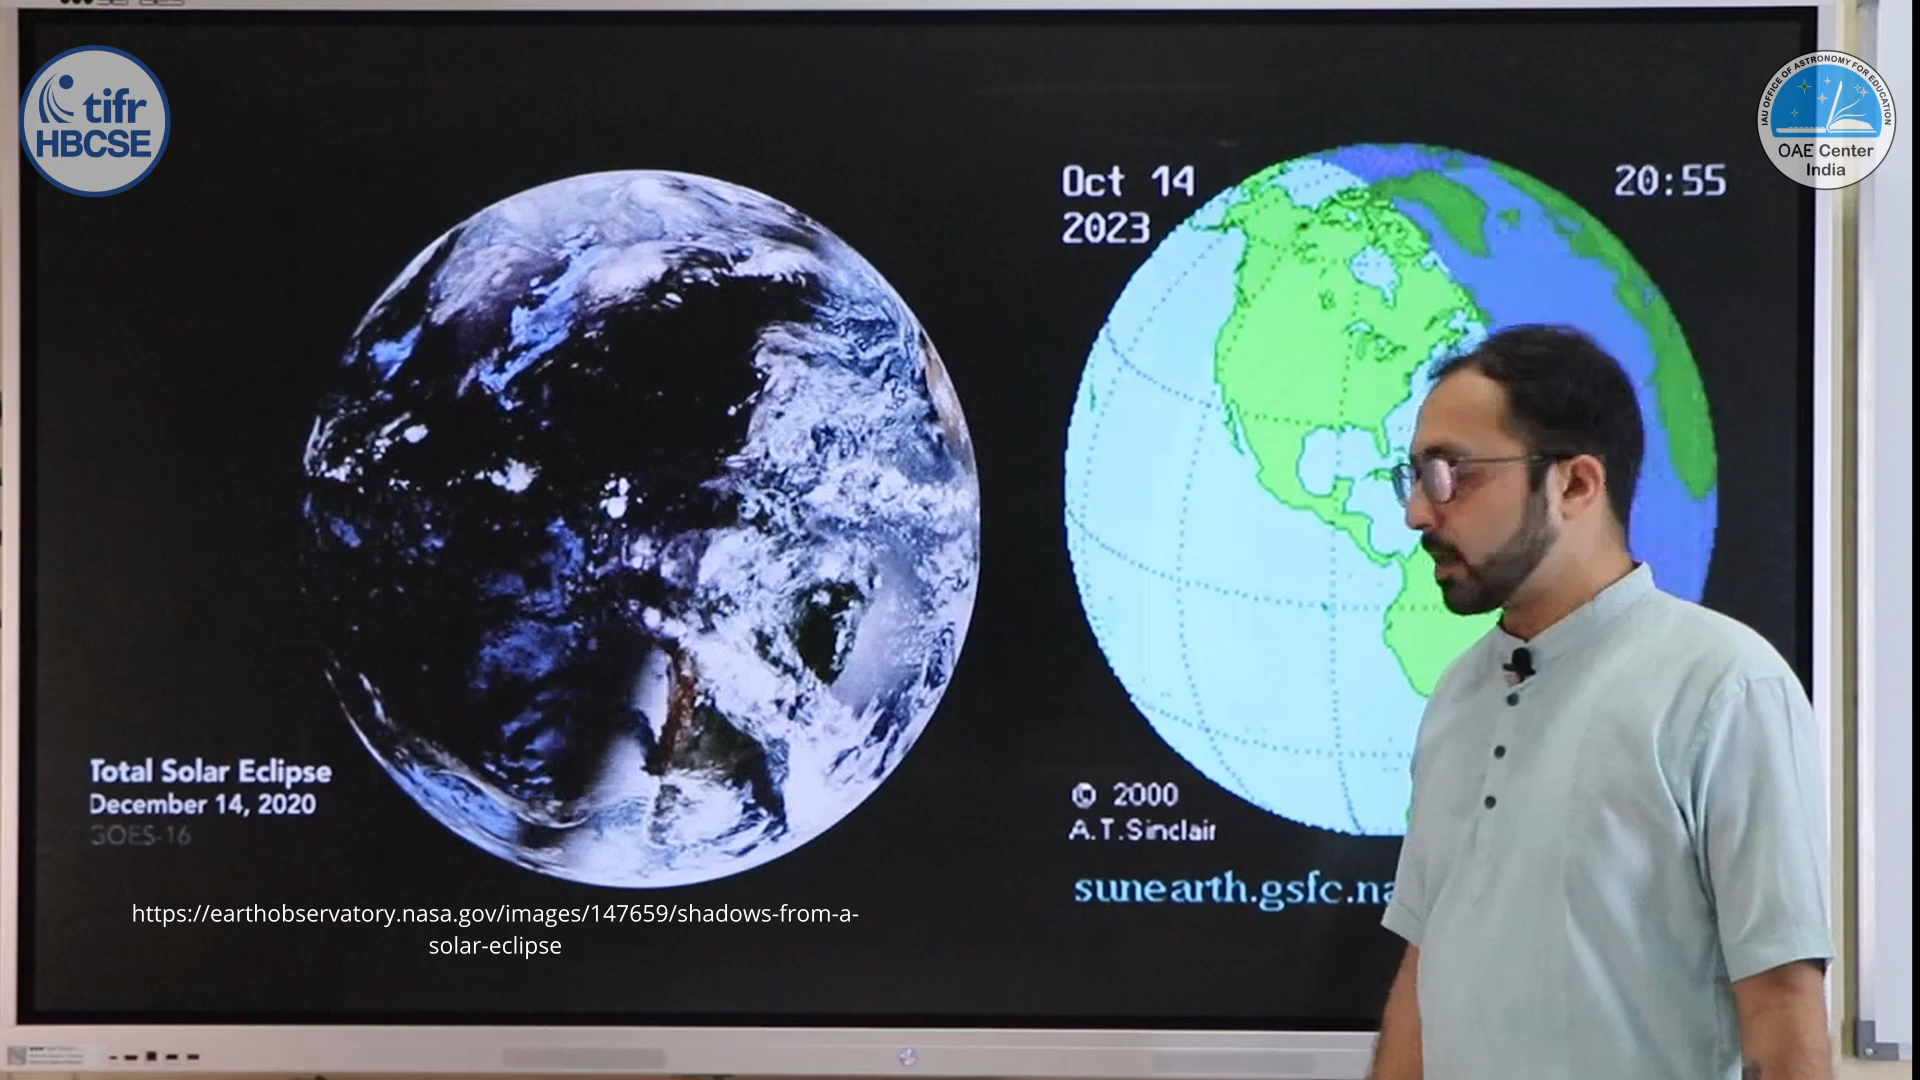 tifr
HBCSE
IAU OFFICE OF ASTRONOMY FOR EDUCATION
OAE Center
India
Oct 14
2023
20:55
Total Solar Eclipse
December 14, 2020
GOES-16
© 2000
A.T.Sinclair
sunearth.gsfc.na
https://earthobservatory.nasa.gov/images/147659/shadows-from-a-
solar-eclipse